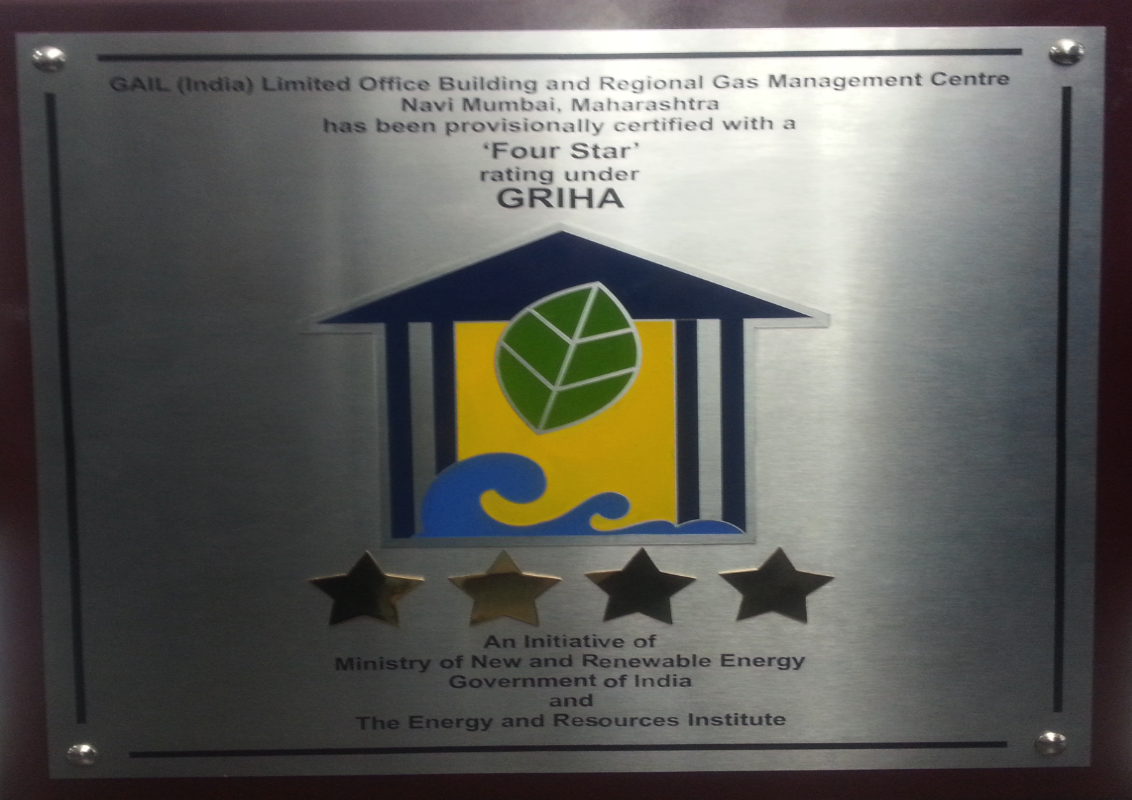 GAIL (India) Limited Office Building and Regional Gas Management Centre
Navi Mumbai, Maharashtra
has been provisionally certified with a
‘Four Star’
rating under
GRIHA
An Initiative of
Ministry of New and Renewable Energy
Government of India
and
The Energy and Resources Institute